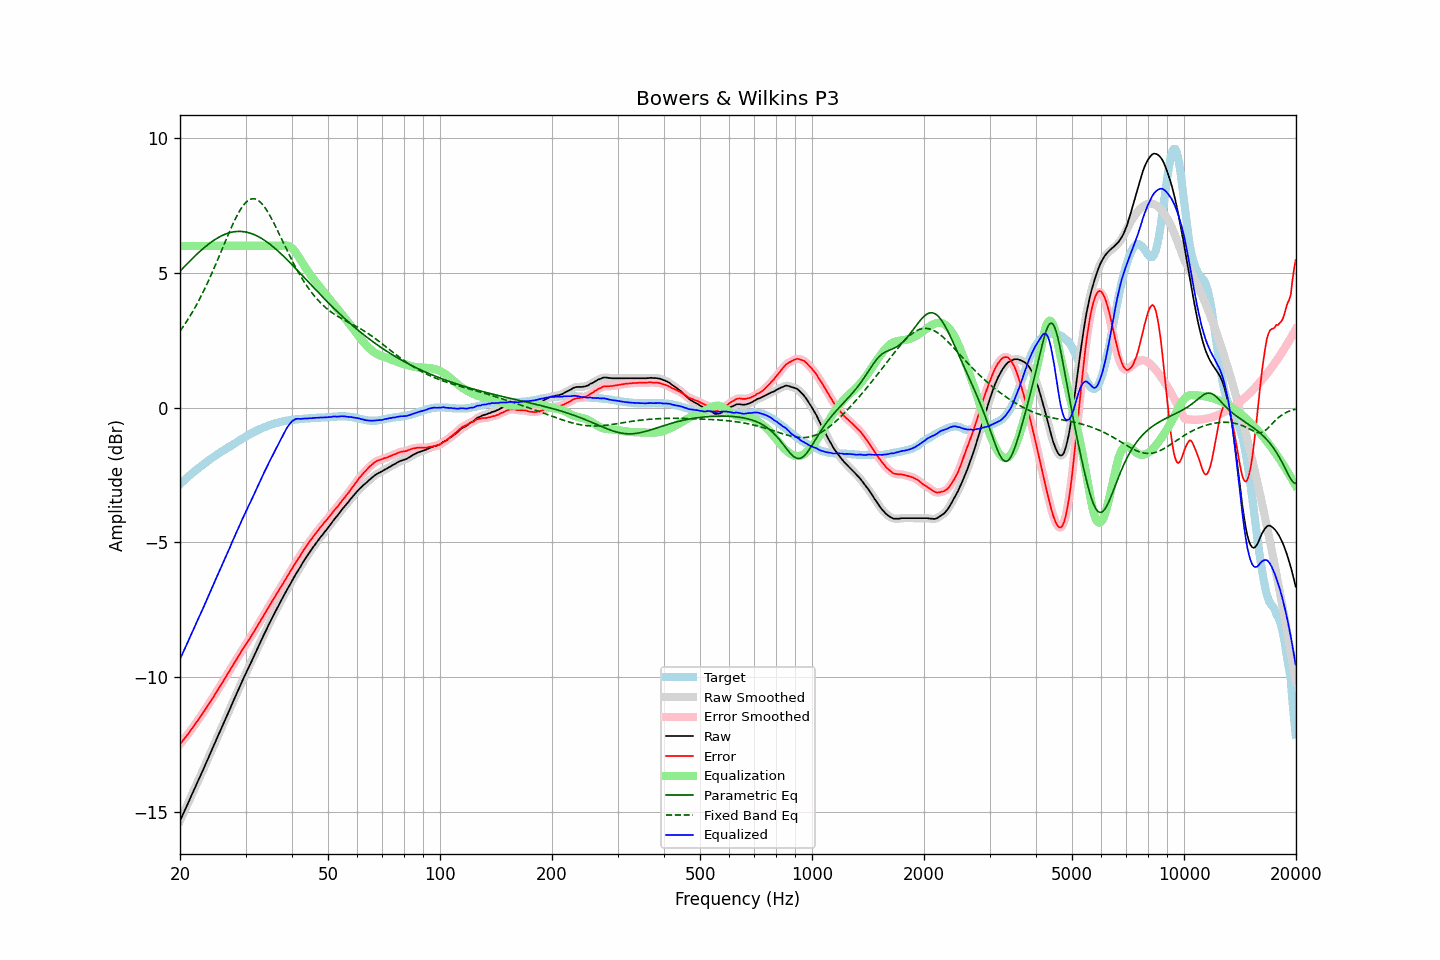 Bowers & Wilkins P3
Amplitude (dBr)
10
5
0
−5
−10
−15
20
50
100
200
500
1000
2000
5000
10000
20000
Frequency (Hz)
Target
Raw Smoothed
Error Smoothed
Raw
Error
Equalization
Parametric Eq
Fixed Band Eq
Equalized